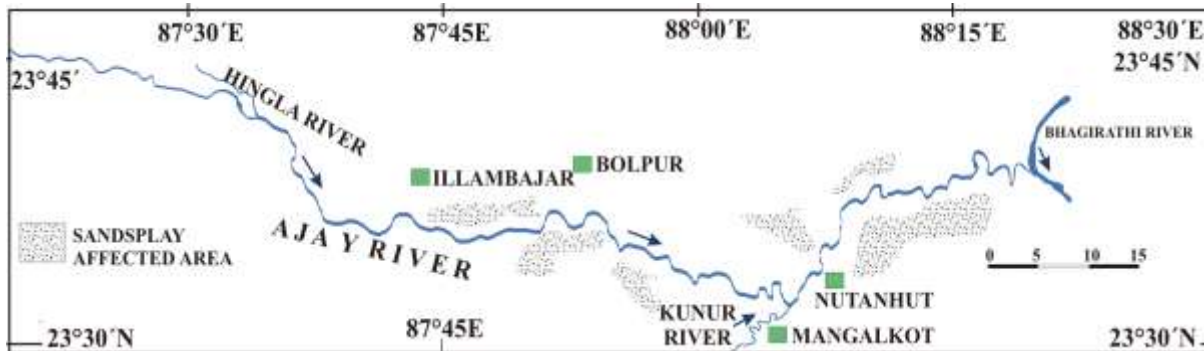 87°30´E 87°45E 88°00´E 88°15´E 88°30´E
23°45´ 23°45´N
HINGLA RIVER
BHAGIRATHI RIVER
BOLPUR
ILLAMBAJAR
SANDSPLAY
AFFECTED AREA
AJAY RIVER
0 5 10 15
NUTANHUT
KUNUR
RIVER
MANGALKOT
23°30´N 87°45E 23°30´N